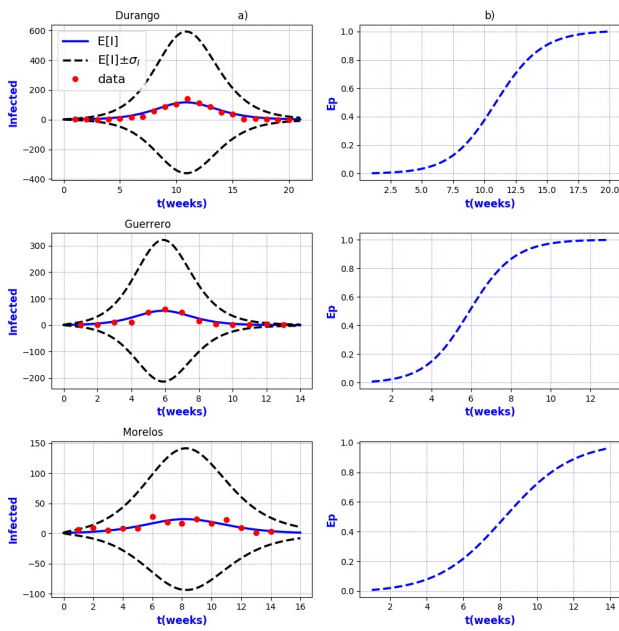 Durango a)
b)
E[I]
E[I]±σ_I
data
600
400
200
0
−200
−400
Infected
0 5 10 15 20
t(weeks)
1.0
0.8
0.6
0.4
0.2
0.0
Ep
2.5 5.0 7.5 10.0 12.5 15.0 17.5 20.0
t(weeks)
Guerrero
300
200
100
0
−100
−200
Infected
0 2 4 6 8 10 12 14
t(weeks)
1.0
0.8
0.6
0.4
0.2
0.0
Ep
2 4 6 8 10 12
t(weeks)
Morelos
150
100
50
0
−50
−100
Infected
0 2 4 6 8 10 12 14 16
t(weeks)
1.0
0.8
0.6
0.4
0.2
0.0
Ep
2 4 6 8 10 12 14
t(weeks)